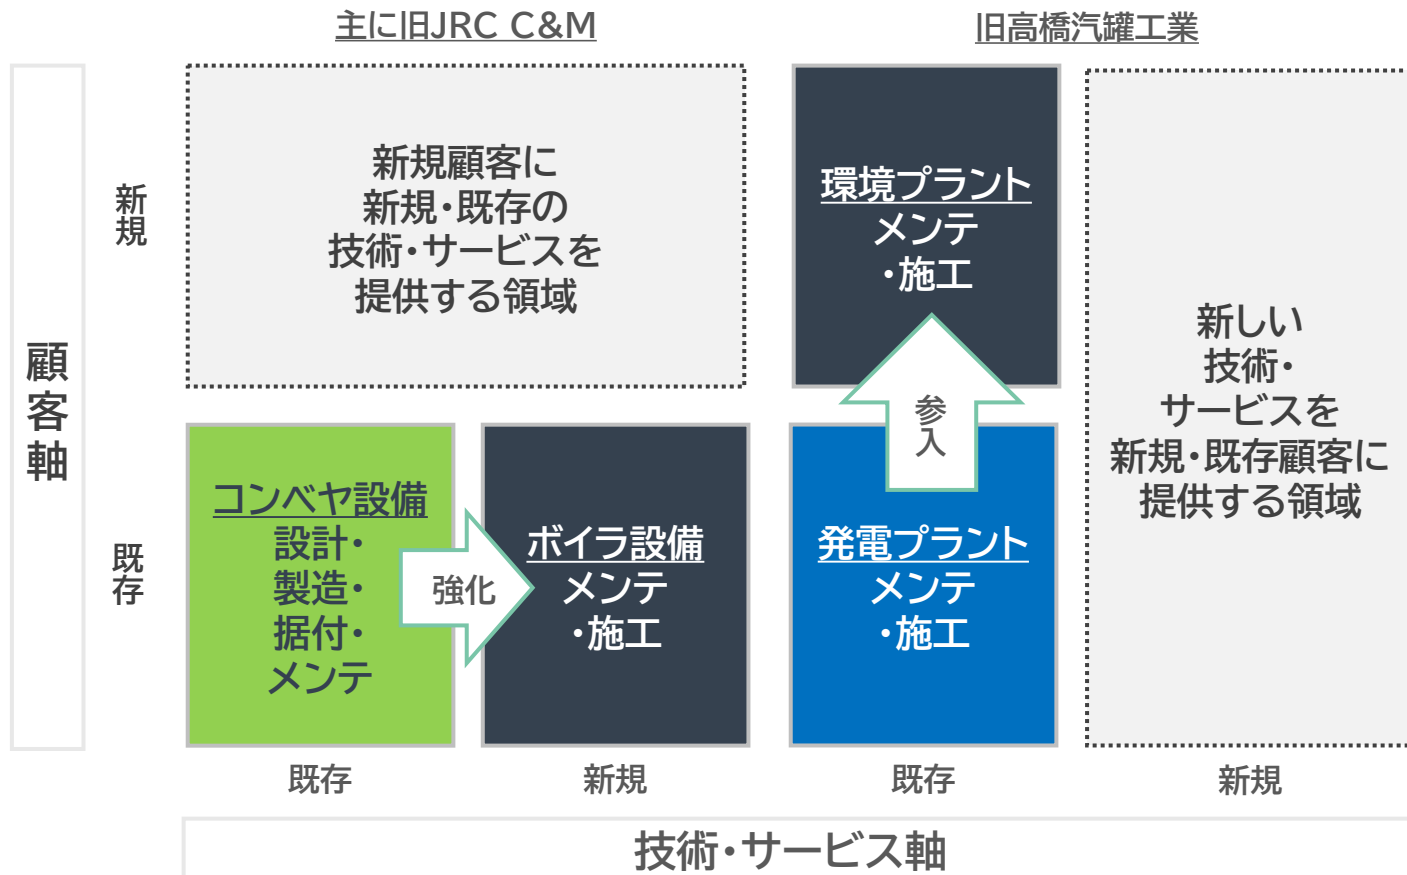 主に旧JRC C&M
旧高橋汽罐工業
顧客軸
新規
既存
新規顧客に
新規・既存の
技術・サービスを
提供する領域
環境プラント
メンテ
・施工
新しい
技術・
サービスを
新規・既存顧客に
提供する領域
参入
コンベヤ設備
設計・
製造・
据付・
メンテ
強化
ボイラ設備
メンテ
・施工
発電プラント
メンテ
・施工
既存
新規
既存
新規
技術・サービス軸